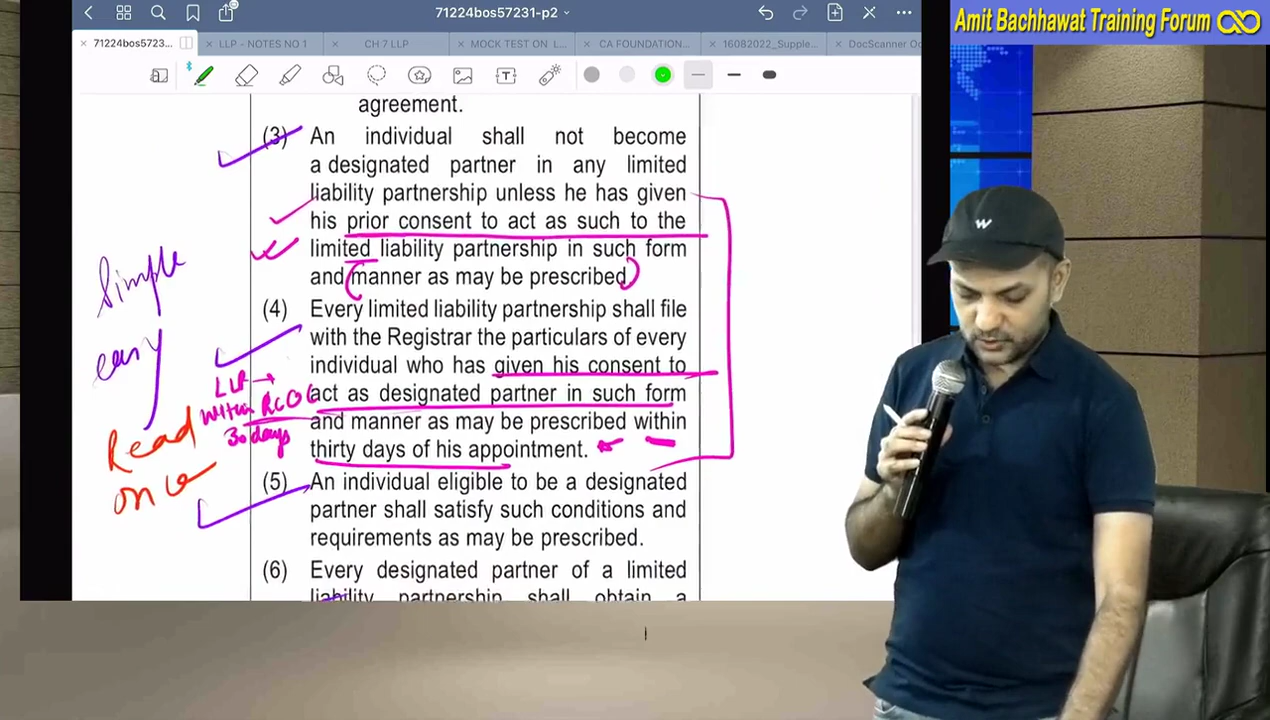 71224bos57231-p2
Amit Bachhawat Training Forum
71224bos5723...
LLP - NOTES NO 1
CH 7 LLP
MOCK TEST ON L...
CA FOUNDATION...
16082022_Supple...
DocScanner Oc
agreement.
(3) An individual shall not become
a designated partner in any limited
liability partnership unless he has given
his prior consent to act as such to the
limited liability partnership in such form
and manner as may be prescribed
(4) Every limited liability partnership shall file
with the Registrar the particulars of every
individual who has given his consent to
act as designated partner in such form
and manner as may be prescribed within
thirty days of his appointment.
(5) An individual eligible to be a designated
partner shall satisfy such conditions and
requirements as may be prescribed.
(6) Every designated partner of a limited
liability partnership shall obtain a
Simple
easy
LLP →
within
30 days
Read
once
W